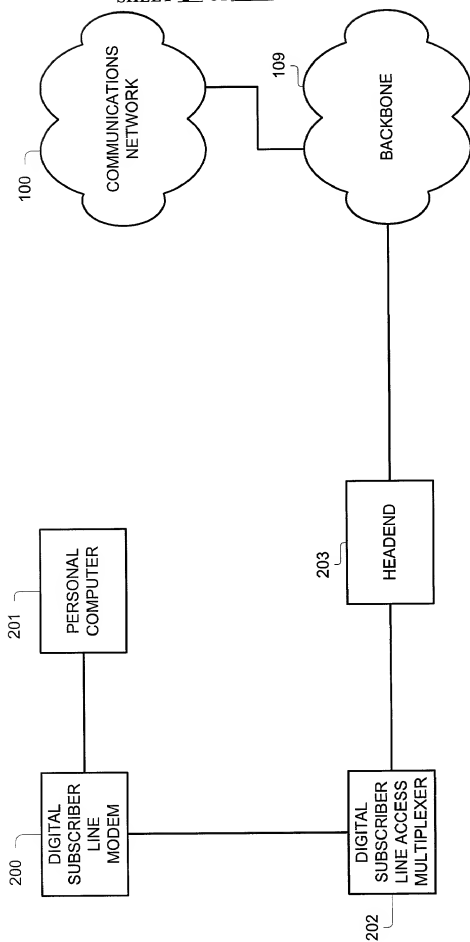 SHEET
200
DIGITAL
SUBSCRIBER
LINE
MODEM
201
PERSONAL
COMPUTER
100
COMMUNICATIONS
NETWORK
202
DIGITAL
SUBSCRIBER
LINE ACCESS
MULTIPLEXER
203
HEADEND
109
BACKBONE